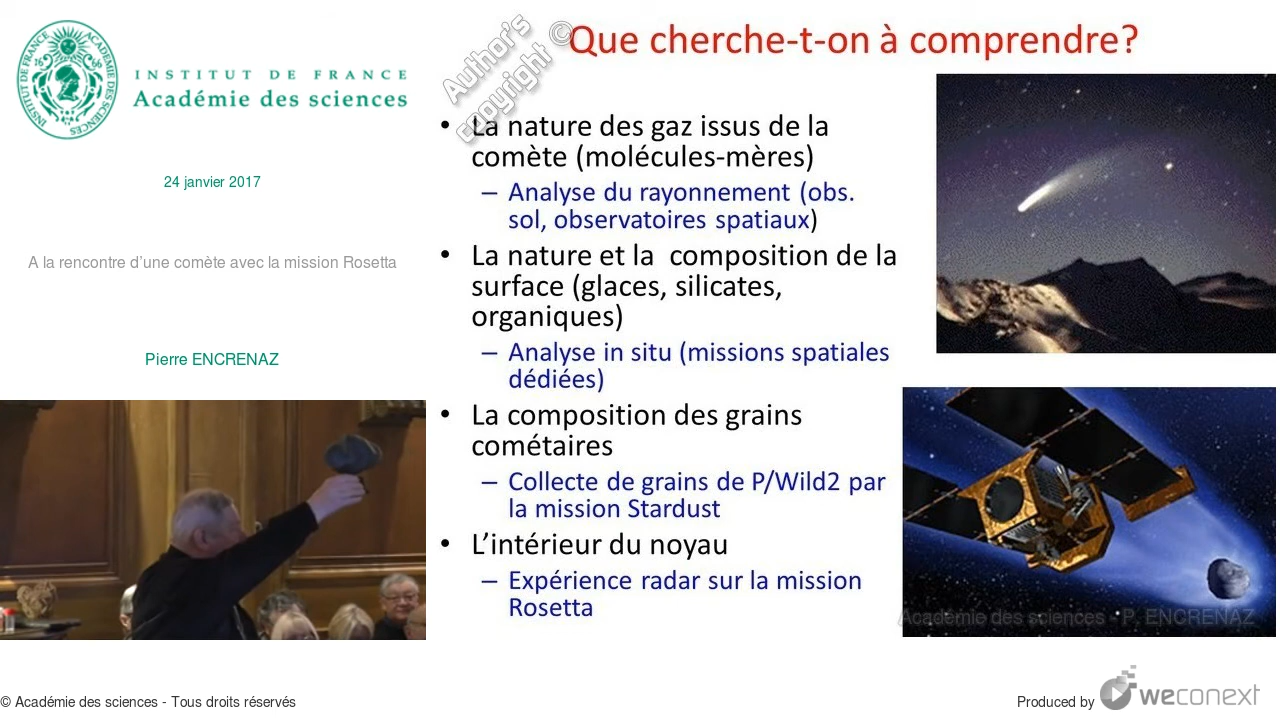 INSTITUT DE FRANCE
Académie des sciences
24 janvier 2017
A la rencontre d'une comète avec la mission Rosetta
Pierre ENCRENAZ
Author's
copyright ©
Que cherche-t-on à comprendre?
• La nature des gaz issus de la
comète (molécules-mères)
– Analyse du rayonnement (obs.
sol, observatoires spatiaux)
• La nature et la composition de la
surface (glaces, silicates,
organiques)
– Analyse in situ (missions spatiales
dédiées)
• La composition des grains
cométaires
– Collecte de grains de P/Wild2 par
la mission Stardust
• L'intérieur du noyau
– Expérience radar sur la mission
Rosetta
Académie des sciences - P. ENCRENAZ
© Académie des sciences - Tous droits réservés
Produced by
weconext